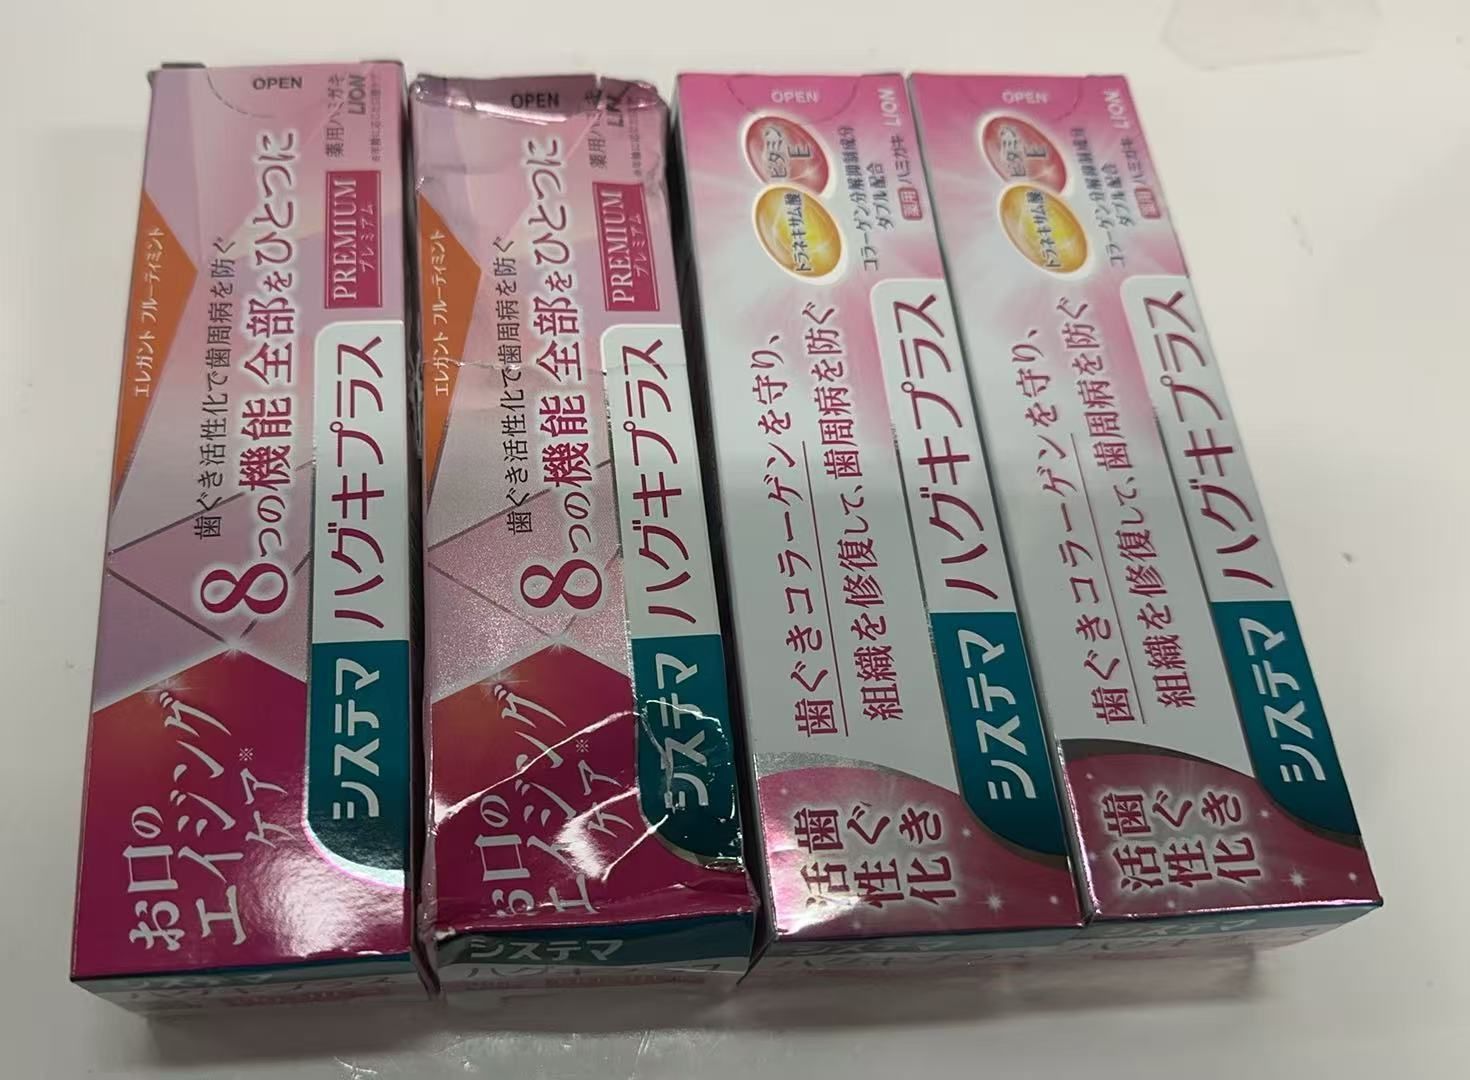 OPEN
薬用ハミガキ
LION
エレガント フルーティミント
歯ぐき活性化で歯周病を防ぐ
8つの機能全部をひとつに
PREMIUM
プレミアム
お口の
エイジング
ケア※
システマ
ハグキプラス
システマ
OPEN
薬用ハミガキ
エレガント フルーティミント
歯ぐき活性化で歯周病を防ぐ
8つの機能全部をひとつに
PREMIUM
プレミアム
お口の
エイジング
ケア※
システマ
ハグキプラス
システマ
OPEN
LION
ビタミン
E
トラネキサム酸
コラーゲン分解抑制成分
ダブル配合
薬用 ハミガキ
歯ぐきコラーゲンを守り、
組織を修復して、歯周病を防ぐ
歯ぐき
活性化
システマ
ハグキプラス
OPEN
LION
ビタミン
E
トラネキサム酸
コラーゲン分解抑制成分
ダブル配合
薬用 ハミガキ
歯ぐきコラーゲンを守り、
組織を修復して、歯周病を防ぐ
歯ぐき
活性化
システマ
ハグキプラス